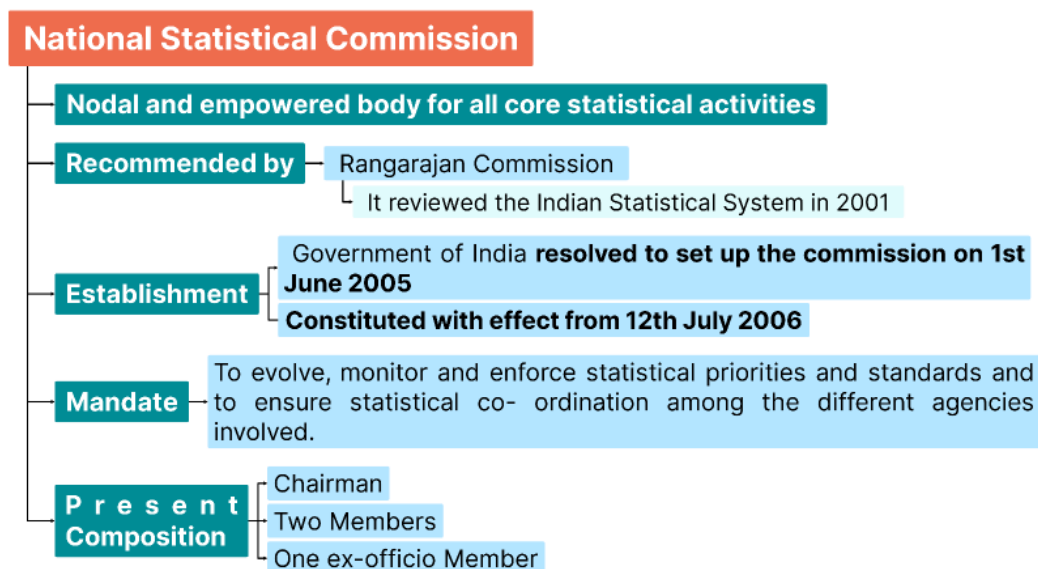 National Statistical Commission
Nodal and empowered body for all core statistical activities
Recommended by
Rangarajan Commission
It reviewed the Indian Statistical System in 2001
Establishment
Government of India resolved to set up the commission on 1st
June 2005
Constituted with effect from 12th July 2006
Mandate
To evolve, monitor and enforce statistical priorities and standards and
to ensure statistical co- ordination among the different agencies
involved.
Present
Composition
Chairman
Two Members
One ex-officio Member